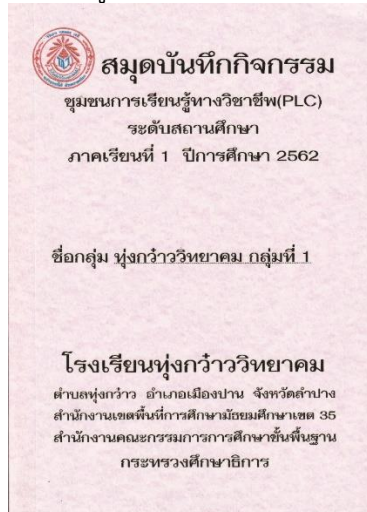 สมุดบันทึกกิจกรรม
ชุมชนการเรียนรู้ทางวิชาชีพ(PLC)
ระดับสถานศึกษา
ภาคเรียนที่ 1 ปีการศึกษา 2562
ชื่อกลุ่ม ทุ่งกว๋าววิทยาคม กลุ่มที่ 1
โรงเรียนทุ่งกว๋าววิทยาคม
ตำบลทุ่งกว๋าว อำเภอเมืองปาน จังหวัดลำปาง
สำนักงานเขตพื้นที่การศึกษามัธยมศึกษาเขต 35
สำนักงานคณะกรรมการการศึกษาขั้นพื้นฐาน
กระทรวงศึกษาธิการ